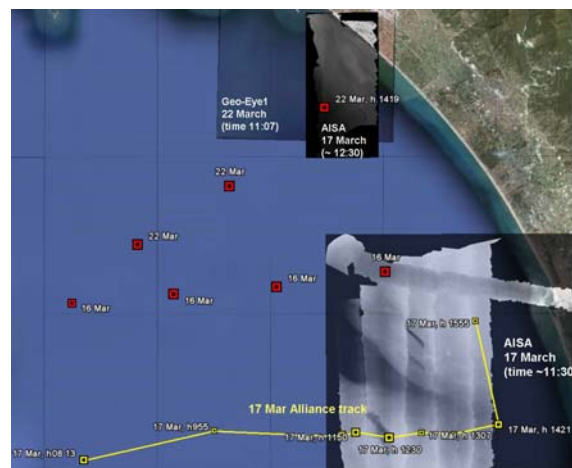 Geo-Eye1
22 March
(time 11:07)
22 Mar, h 1419
AISA
17 March
(~ 12:30)
22 Mar
22 Mar
16 Mar
16 Mar
16 Mar
16 Mar
17 Mar, h 1555
AISA
17 March
(time ~11:30
17 Mar Alliance track
17 Mar, h955
17 Mar, h 1150
17 Mar, h 1307
17 Mar, h 1421
17 Mar, h 1230
17 Mar, h08 13